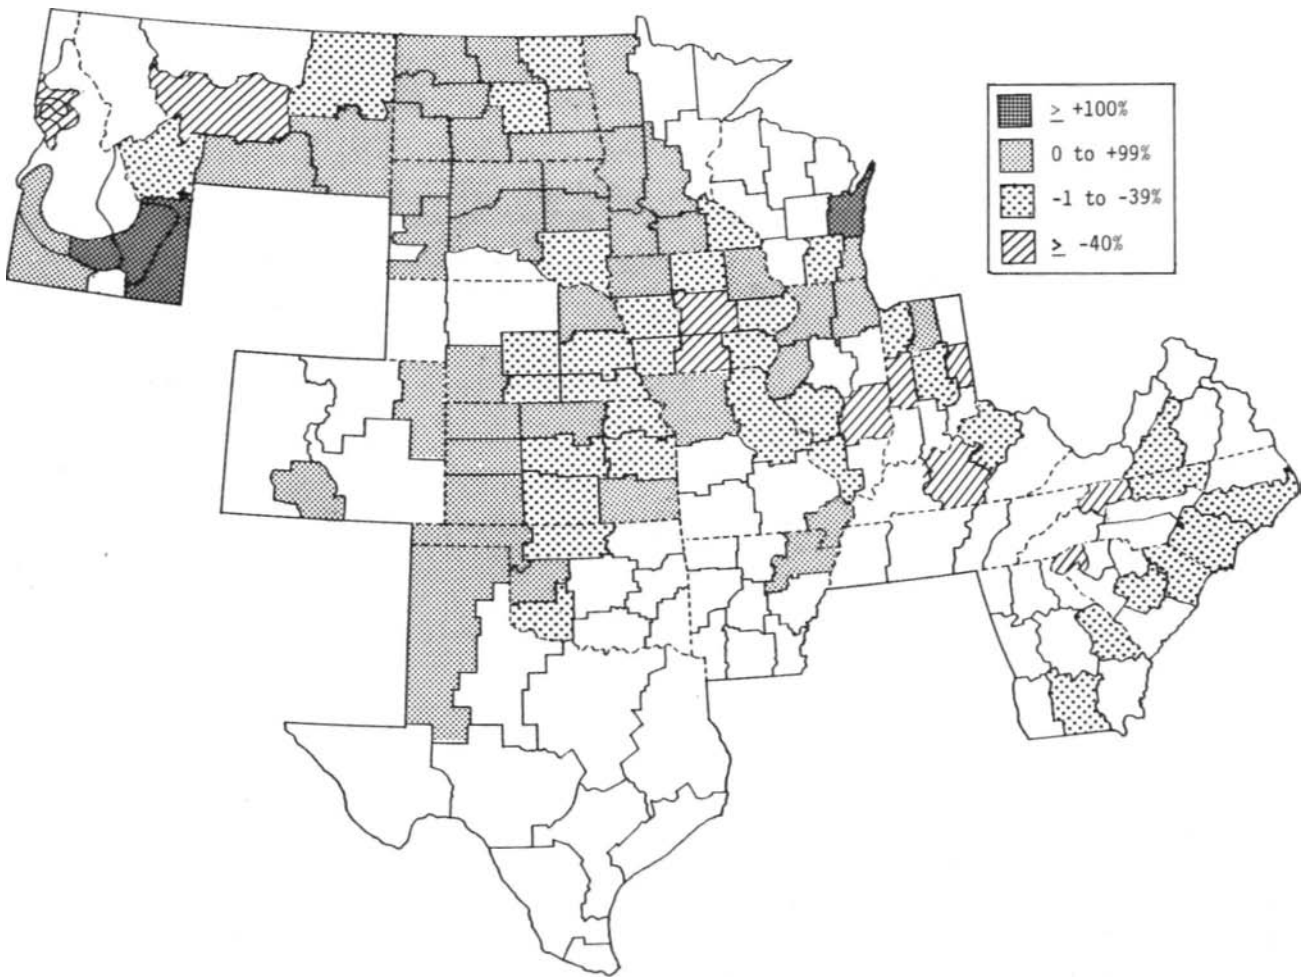 ≥ +100%
0 to +99%
-1 to -39%
≥ -40%